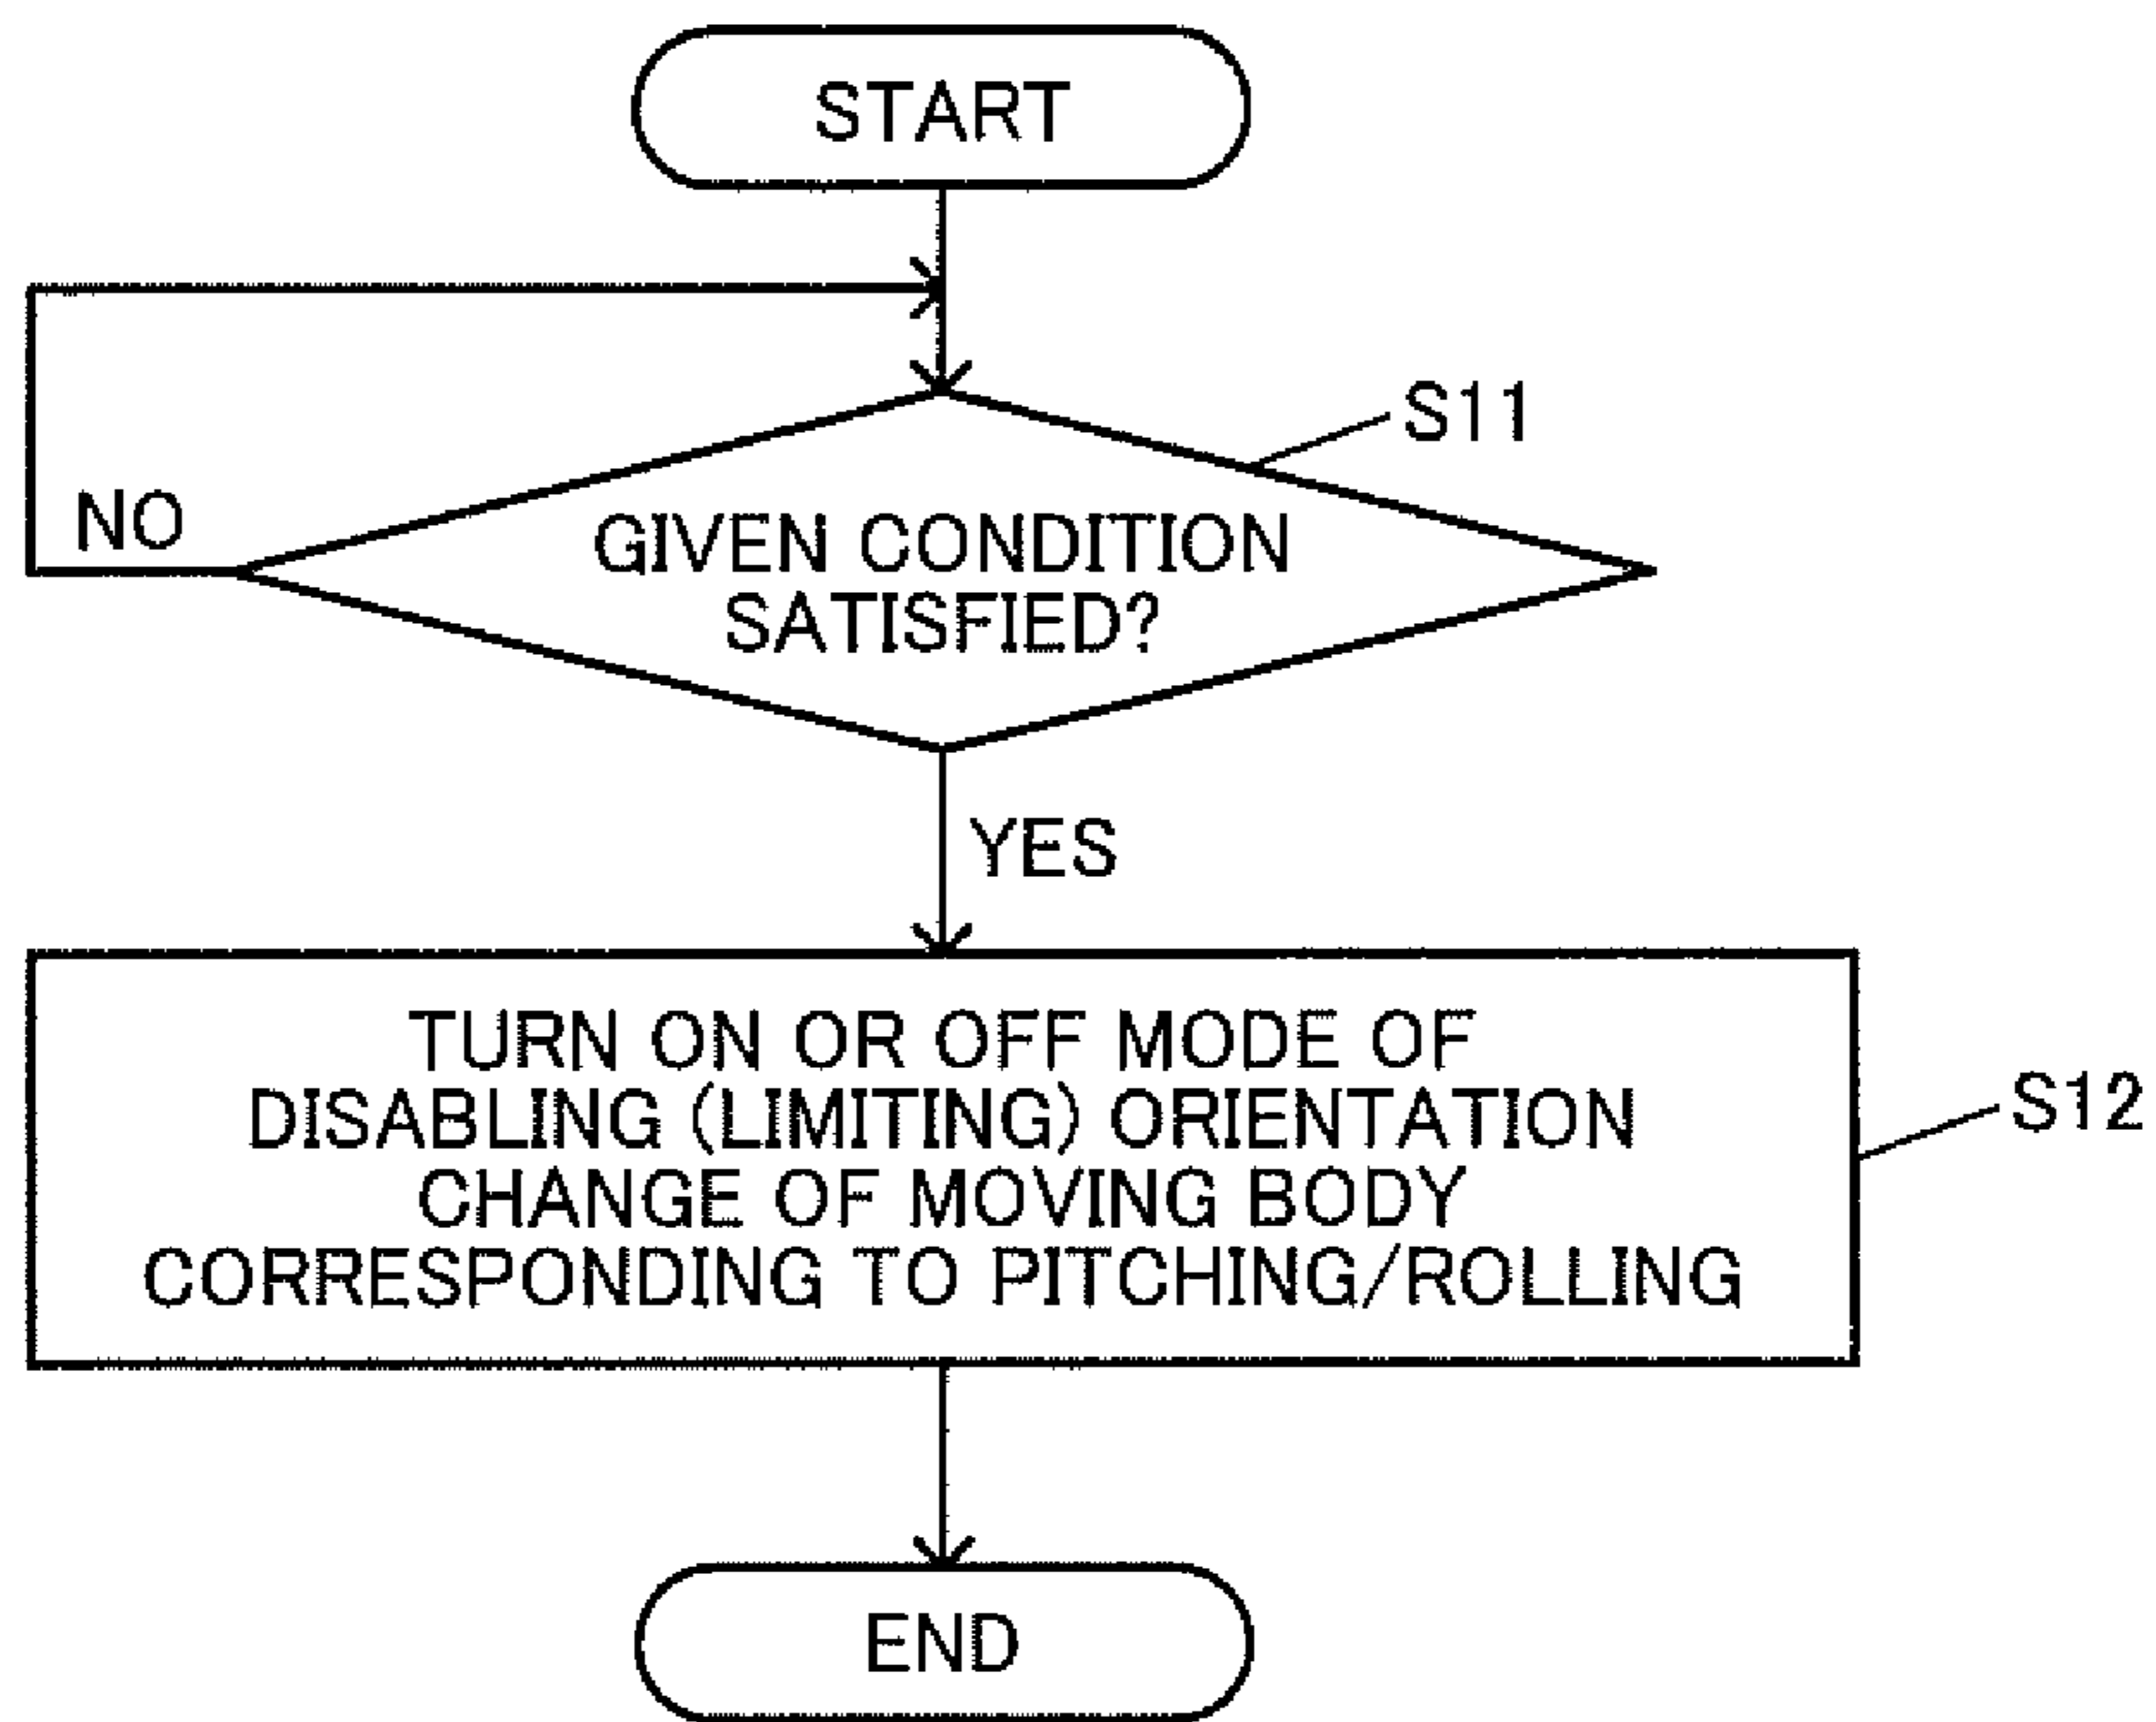 START
S11
NO
GIVEN CONDITION
SATISFIED?
YES
TURN ON OR OFF MODE OF
DISABLING (LIMITING) ORIENTATION
CHANGE OF MOVING BODY
CORRESPONDING TO PITCHING/ROLLING
S12
END